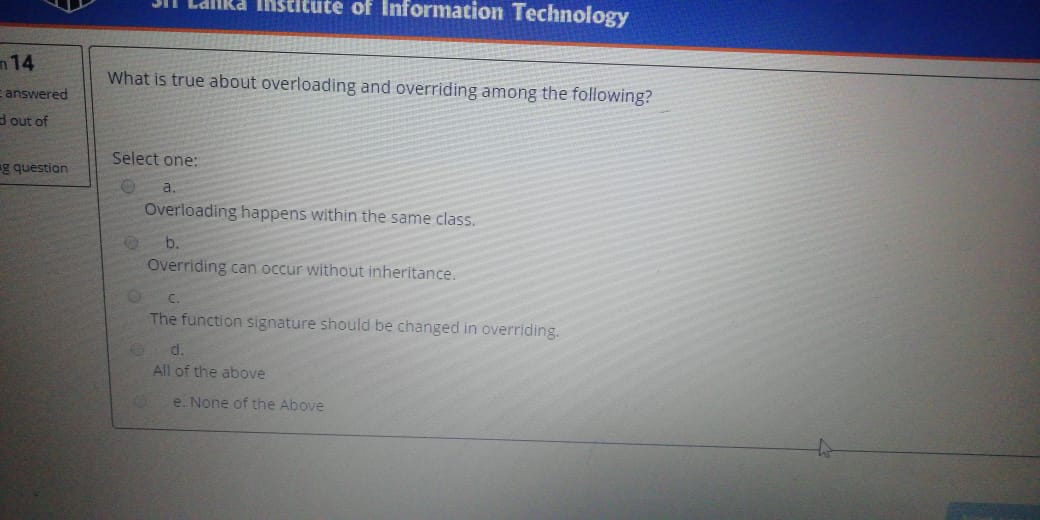 Lanka Institute of Information Technology
14
answered
out of
question
What is true about overloading and overriding among the following?
Select one:
a.
Overloading happens within the same class.
b.
Overriding can occur without inheritance.
c.
The function signature should be changed in overriding.
d.
All of the above
e. None of the Above